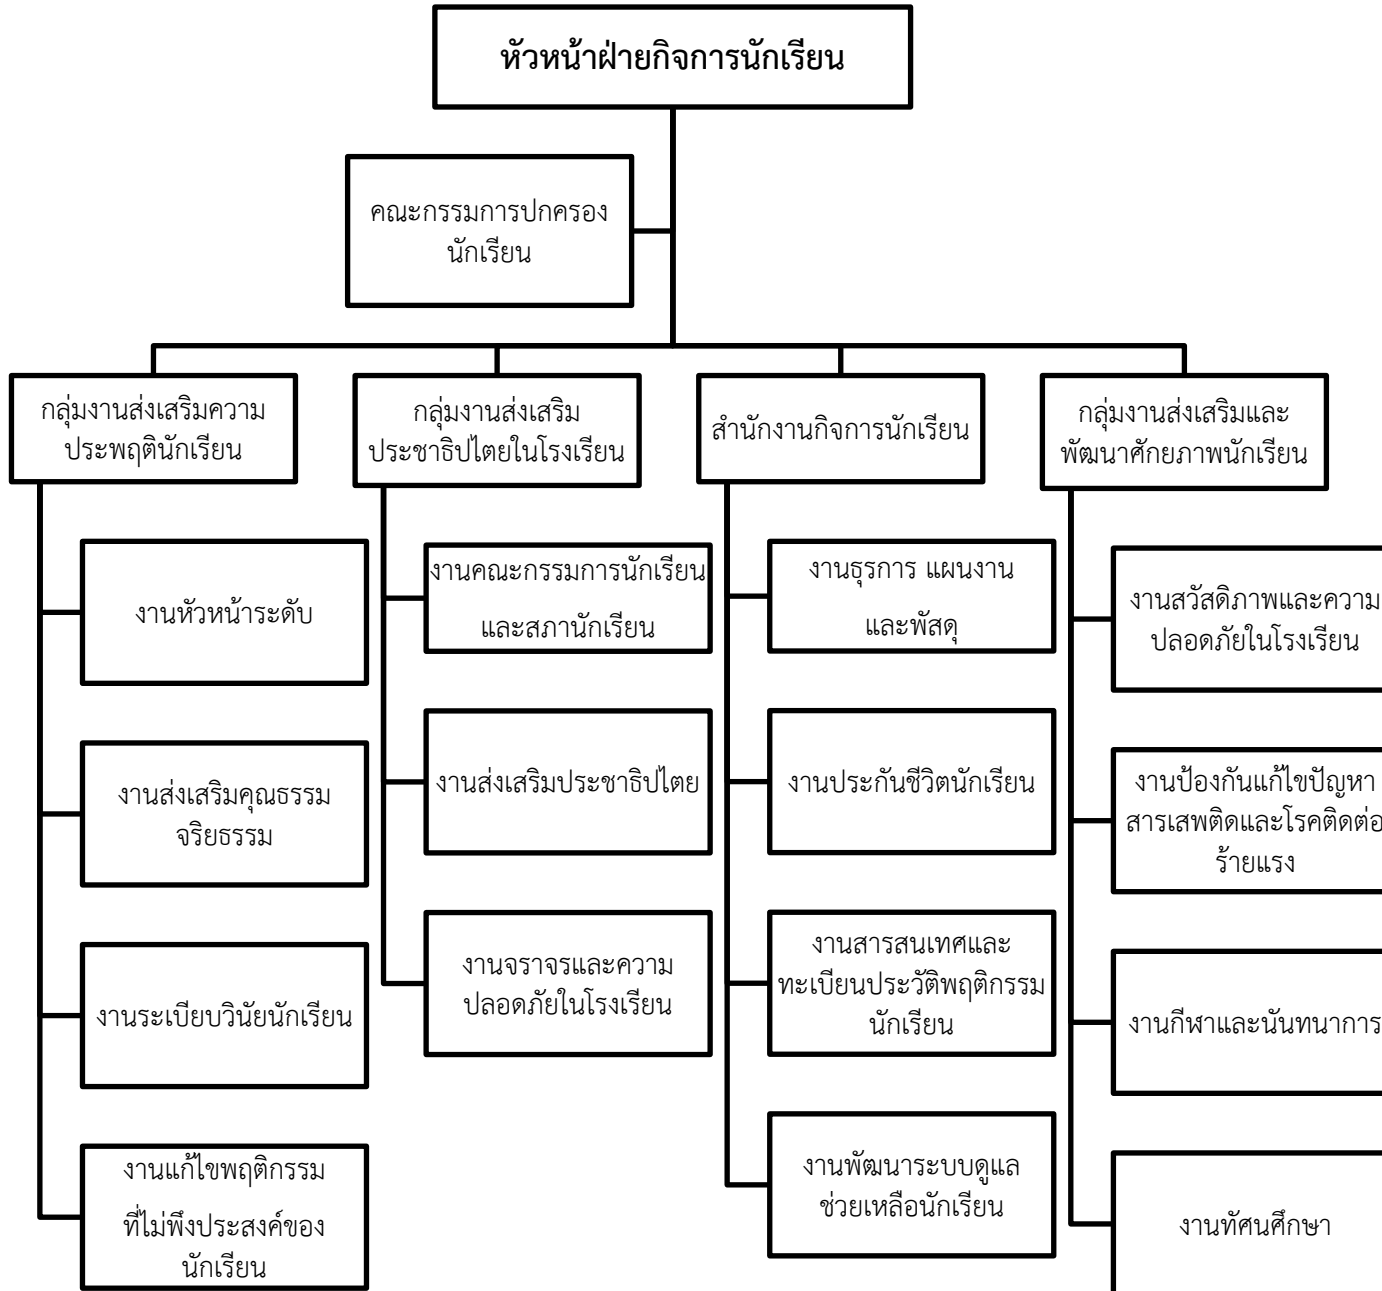 หัวหน้าฝ่ายกิจการนักเรียน
คณะกรรมการปกครอง
นักเรียน
กลุ่มงานส่งเสริมความ
ประพฤตินักเรียน
งานหัวหน้าระดับ
งานส่งเสริมคุณธรรม
จริยธรรม
งานระเบียบวินัยนักเรียน
งานแก้ไขพฤติกรรม
ที่ไม่พึงประสงค์ของ
นักเรียน
กลุ่มงานส่งเสริม
ประชาธิปไตยในโรงเรียน
งานคณะกรรมการนักเรียน
และสภานักเรียน
งานส่งเสริมประชาธิปไตย
งานจราจรและความ
ปลอดภัยในโรงเรียน
สำนักงานกิจการนักเรียน
งานธุรการ แผนงาน
และพัสดุ
งานประกันชีวิตนักเรียน
งานสารสนเทศและ
ทะเบียนประวัติพฤติกรรม
นักเรียน
งานพัฒนาระบบดูแล
ช่วยเหลือนักเรียน
กลุ่มงานส่งเสริมและ
พัฒนาศักยภาพนักเรียน
งานสวัสดิภาพและความ
ปลอดภัยในโรงเรียน
งานป้องกันแก้ไขปัญหา
สารเสพติดและโรคติดต่อ
ร้ายแรง
งานกีฬาและนันทนาการ
งานทัศนศึกษา